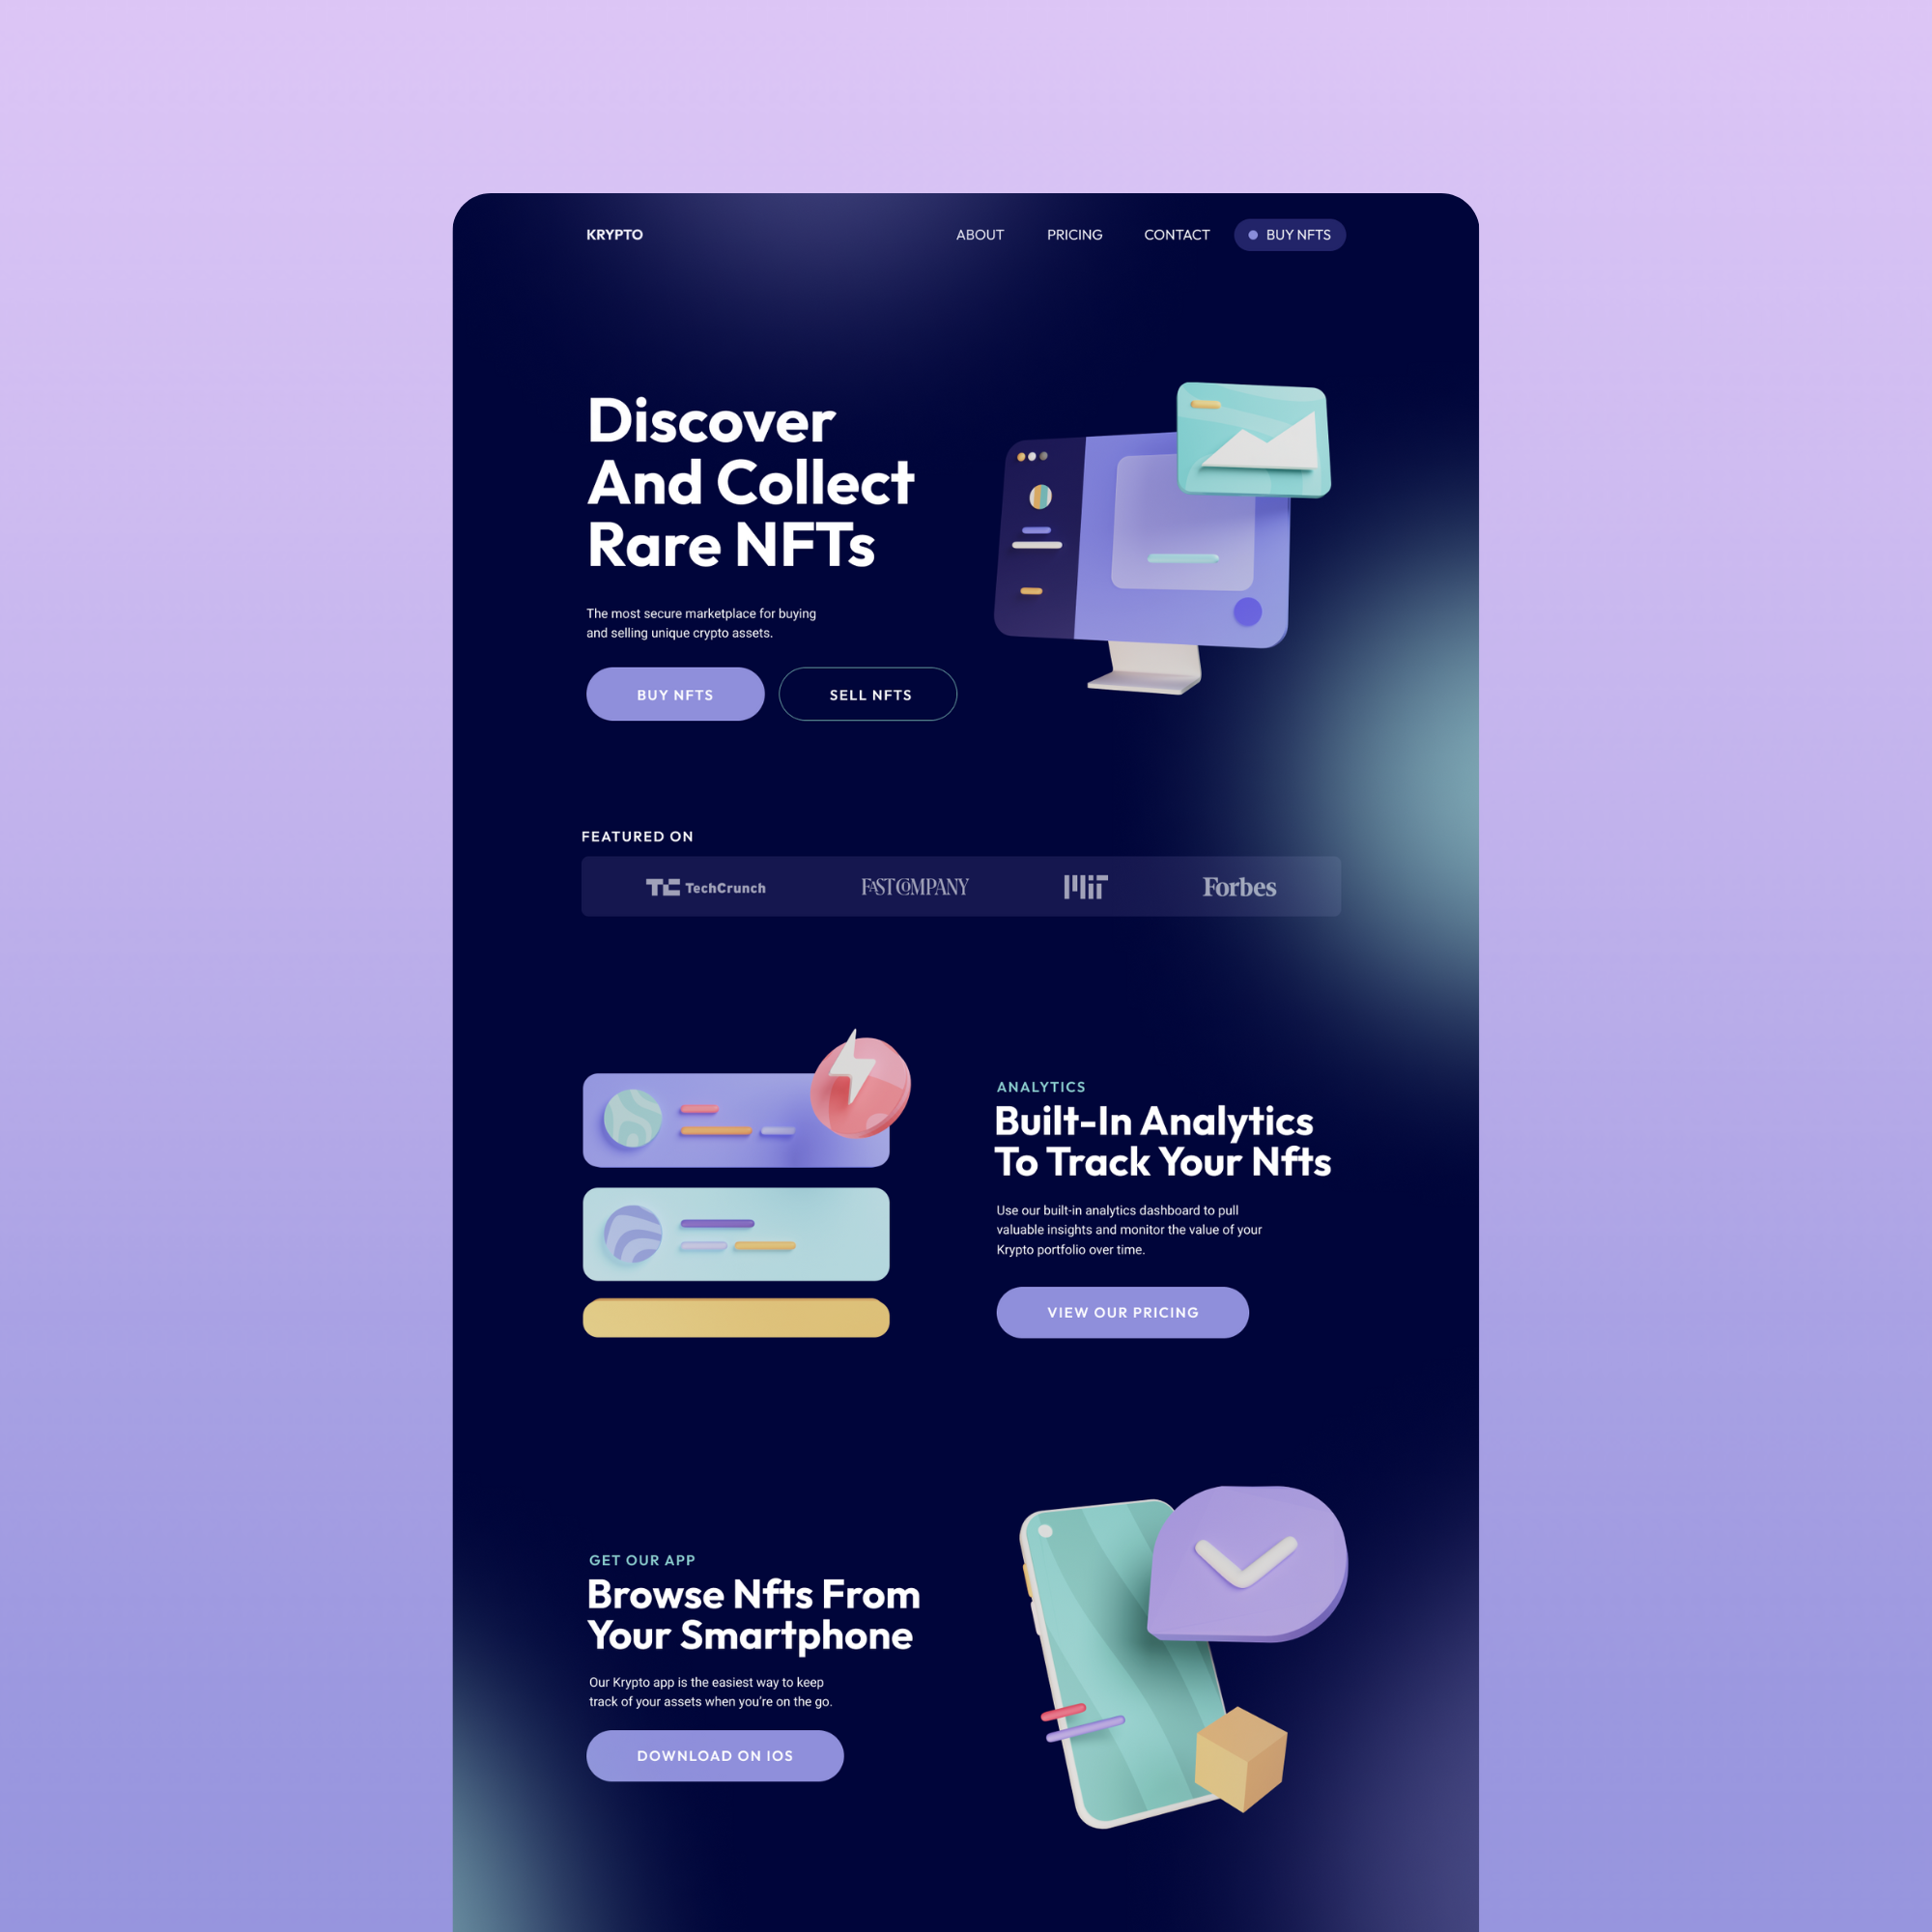 KRYPTO
ABOUT PRICING CONTACT BUY NFTS
Discover
And Collect
Rare NFTs
The most secure marketplace for buying
and selling unique crypto assets.
BUY NFTS
SELL NFTS
FEATURED ON
TC TechCrunch
FAST COMPANY
MIT
Forbes
ANALYTICS
Built-In Analytics
To Track Your Nfts
Use our built-in analytics dashboard to pull
valuable insights and monitor the value of your
Krypto portfolio over time.
VIEW OUR PRICING
GET OUR APP
Browse Nfts From
Your Smartphone
Our Krypto app is the easiest way to keep
track of your assets when you're on the go.
DOWNLOAD ON IOS